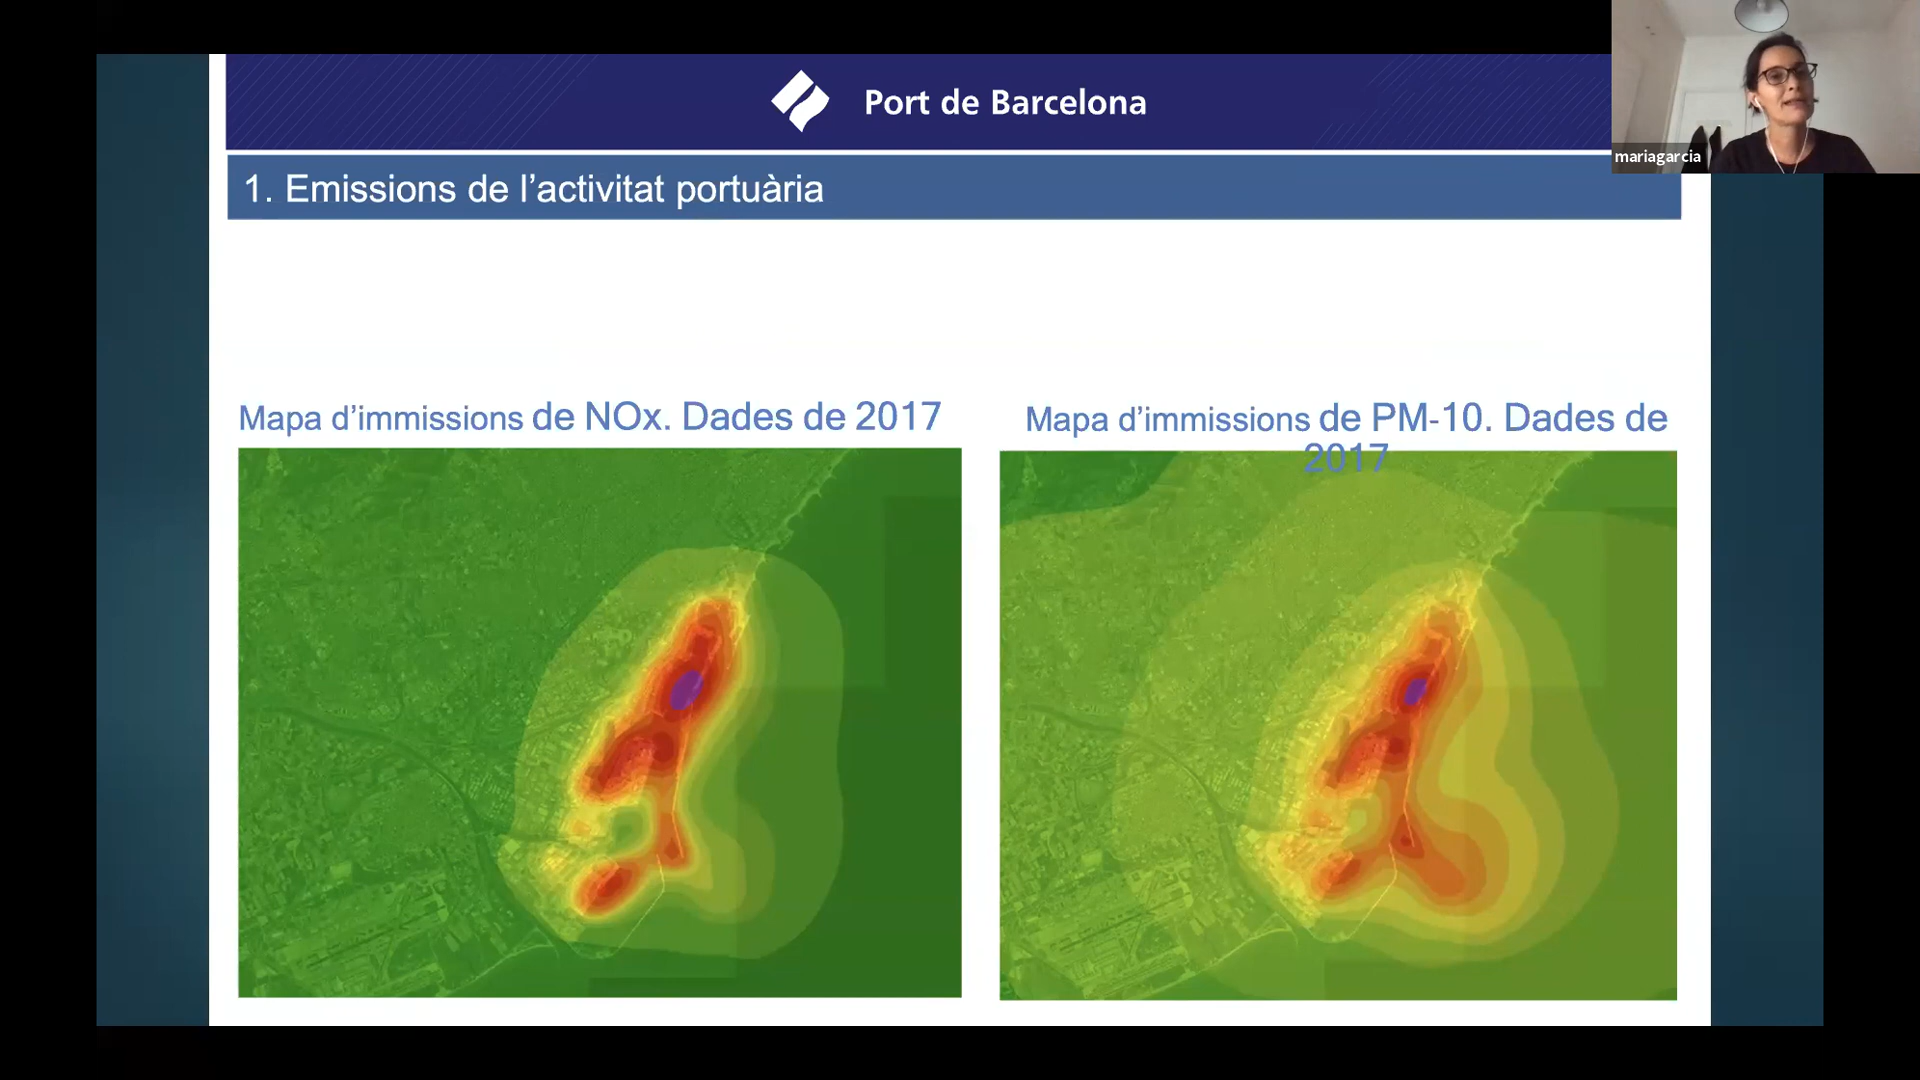 Port de Barcelona
mariagarcia
1. Emissions de l’activitat portuària
Mapa d’immissions de NOx. Dades de 2017
Mapa d’immissions de PM-10. Dades de
2017